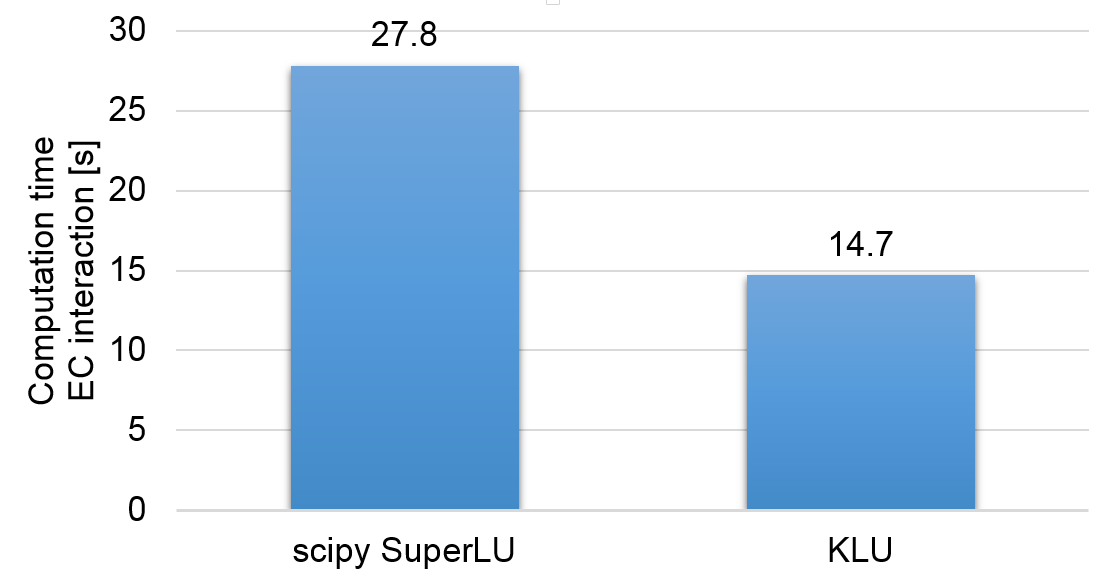 Computation time
EC interaction [s]
30
25
20
15
10
5
0
27.8
14.7
scipy SuperLU
KLU